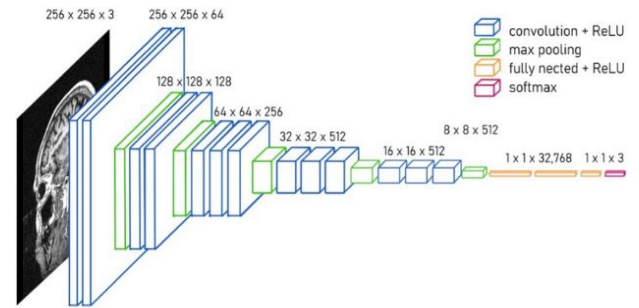 256 x 256 x 3
256 x 256 x 64
128 x 128 x 128
64 x 64 x 256
32 x 32 x 512
16 x 16 x 512
8 x 8 x 512
1 x 1 x 32,768
1 x 1 x 3
convolution + ReLU
max pooling
fully nected + ReLU
softmax